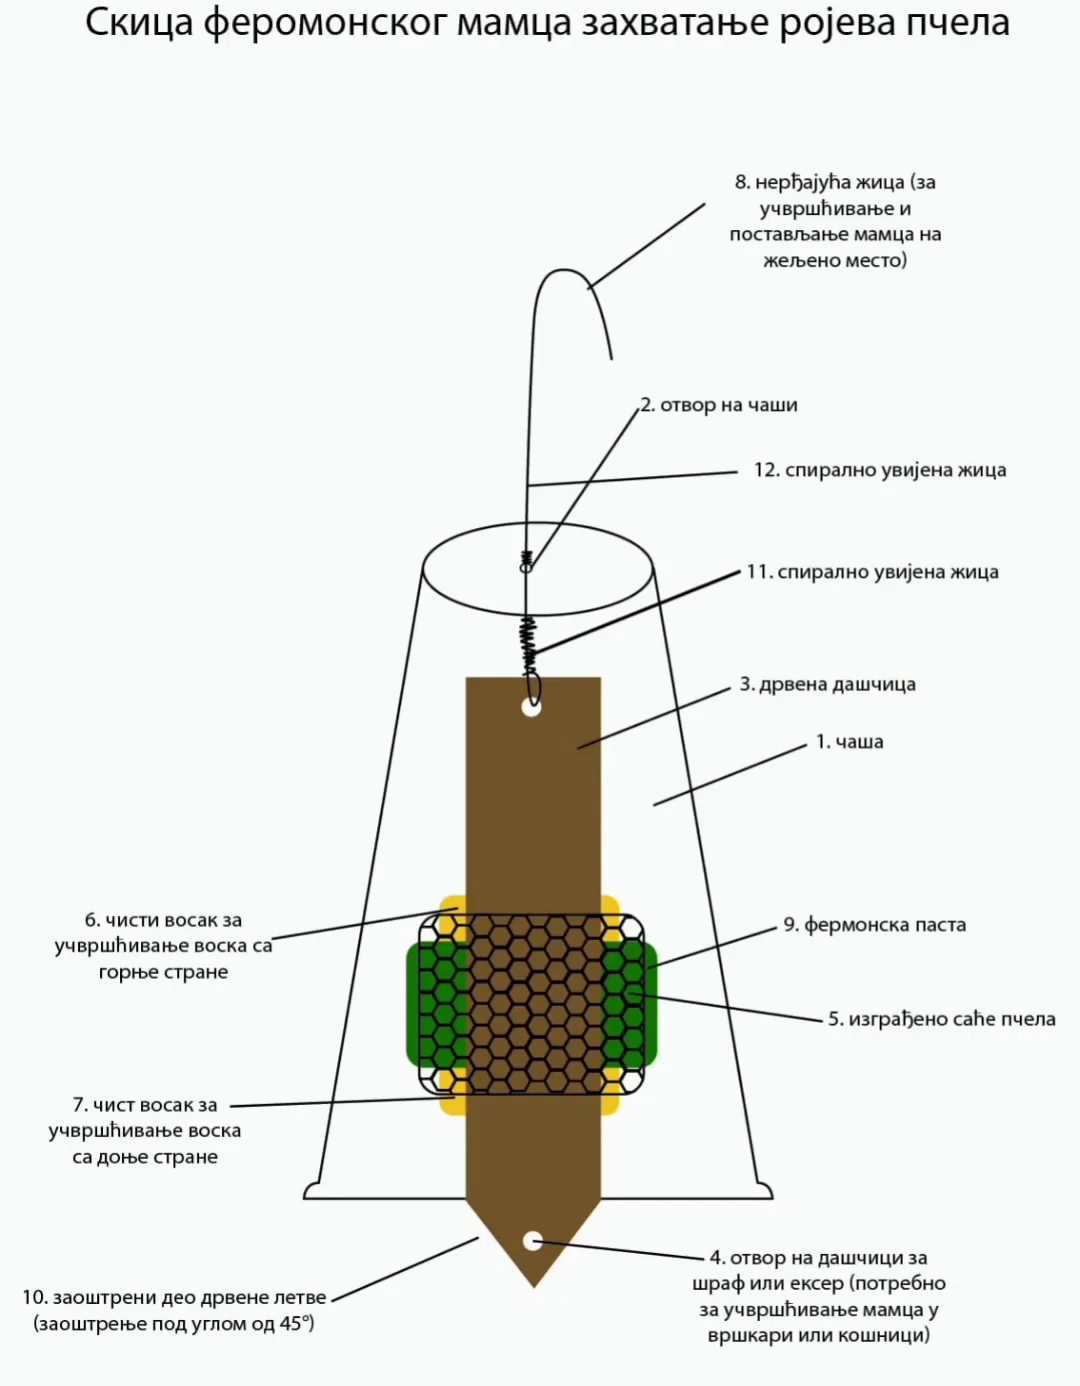 Скица феромонског мамца захватање ројева пчела
8. нерђајућа жица (за
учвршћивање и
постављање мамца на
жељено место)
2. отвор на чаши
12. спирално увијена жица
11. спирално увијена жица
3. дрвена дашчица
1. чаша
6. чисти восак за
учвршћивање воска са
горње стране
9. фермонска паста
5. изграђено саће пчела
7. чист восак за
учвршћивање воска
са доње стране
4. отвор на дашчици за
шраф или ексер (потребно
за учвршћивање мамца у
вршкари или кошници)
10. заоштрени део дрвене летве
(заоштрење под углом од 45°)